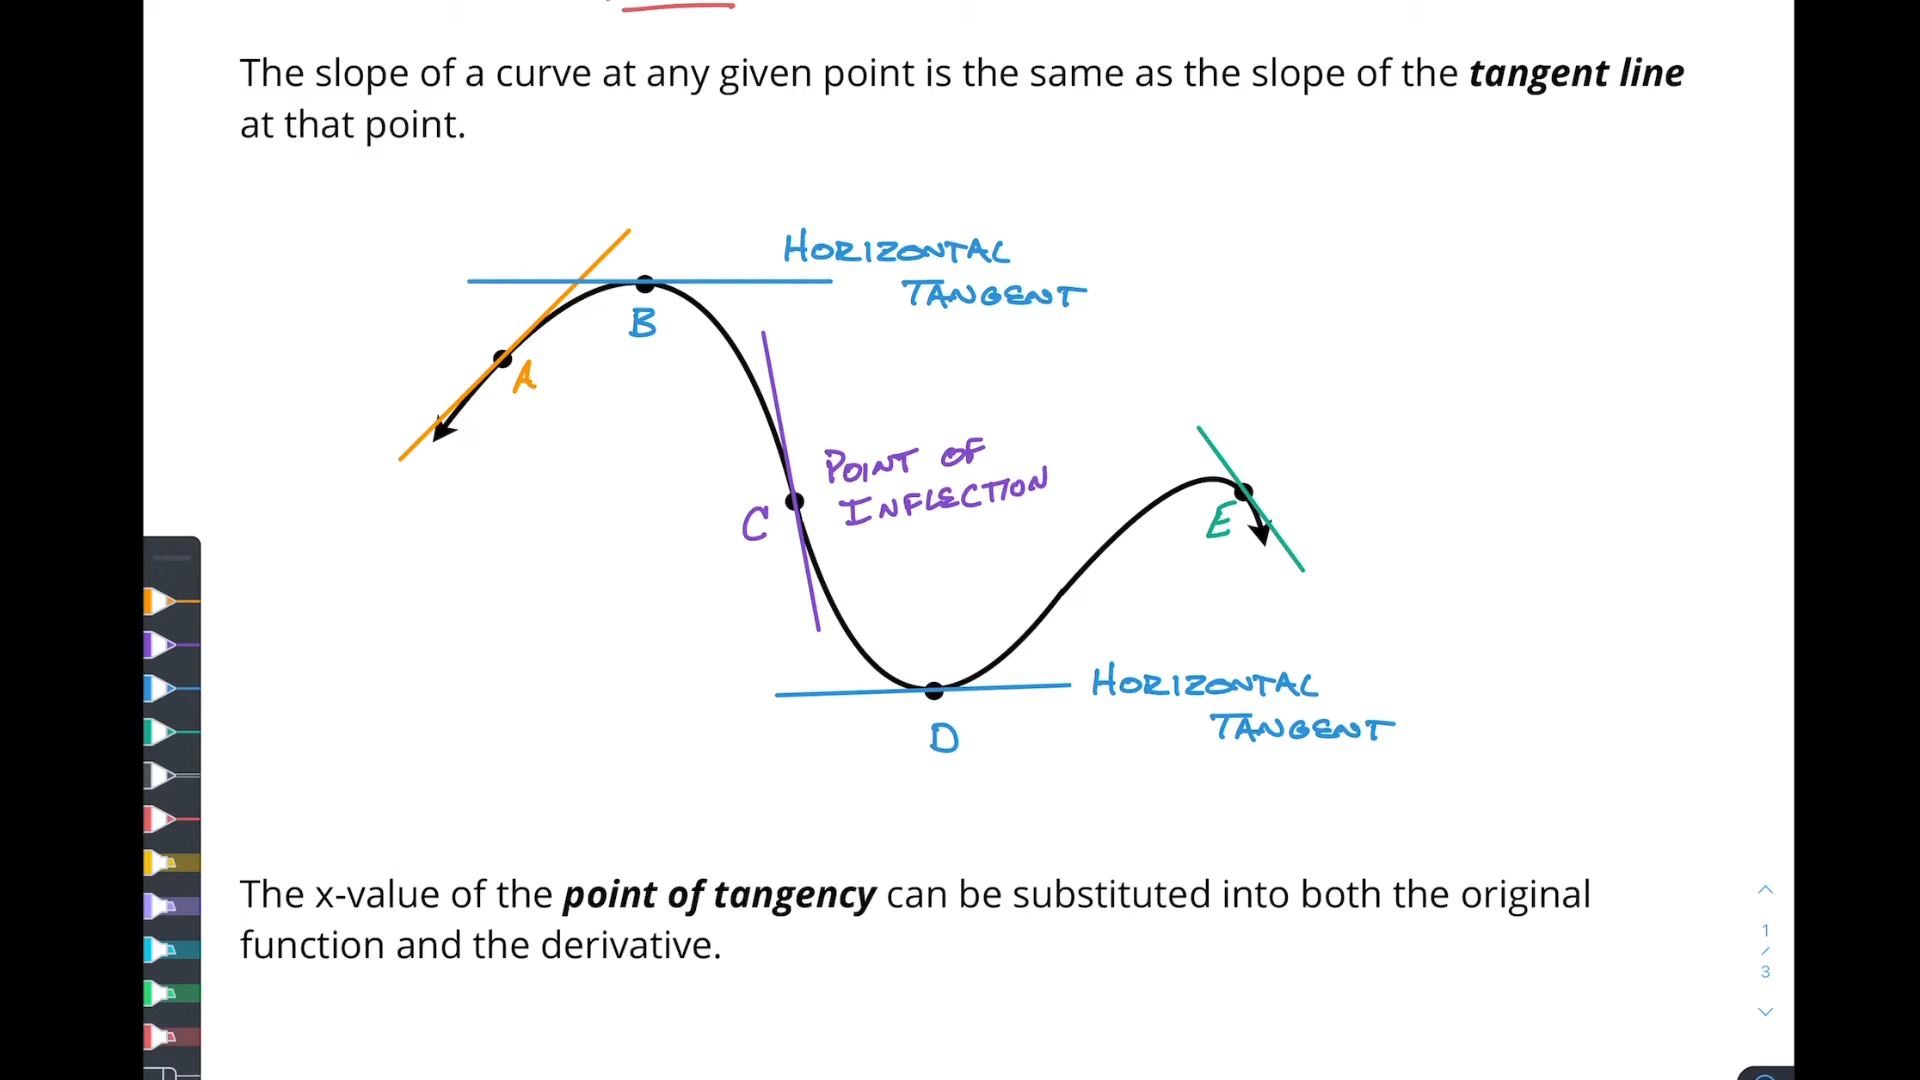 The slope of a curve at any given point is the same as the slope of the tangent line
at that point.
HORIZONTAL
TANGENT
B
A
POINT OF
INFLECTION
C
E
HORIZONTAL
TANGENT
D
The x-value of the point of tangency can be substituted into both the original
function and the derivative.
1
/
3